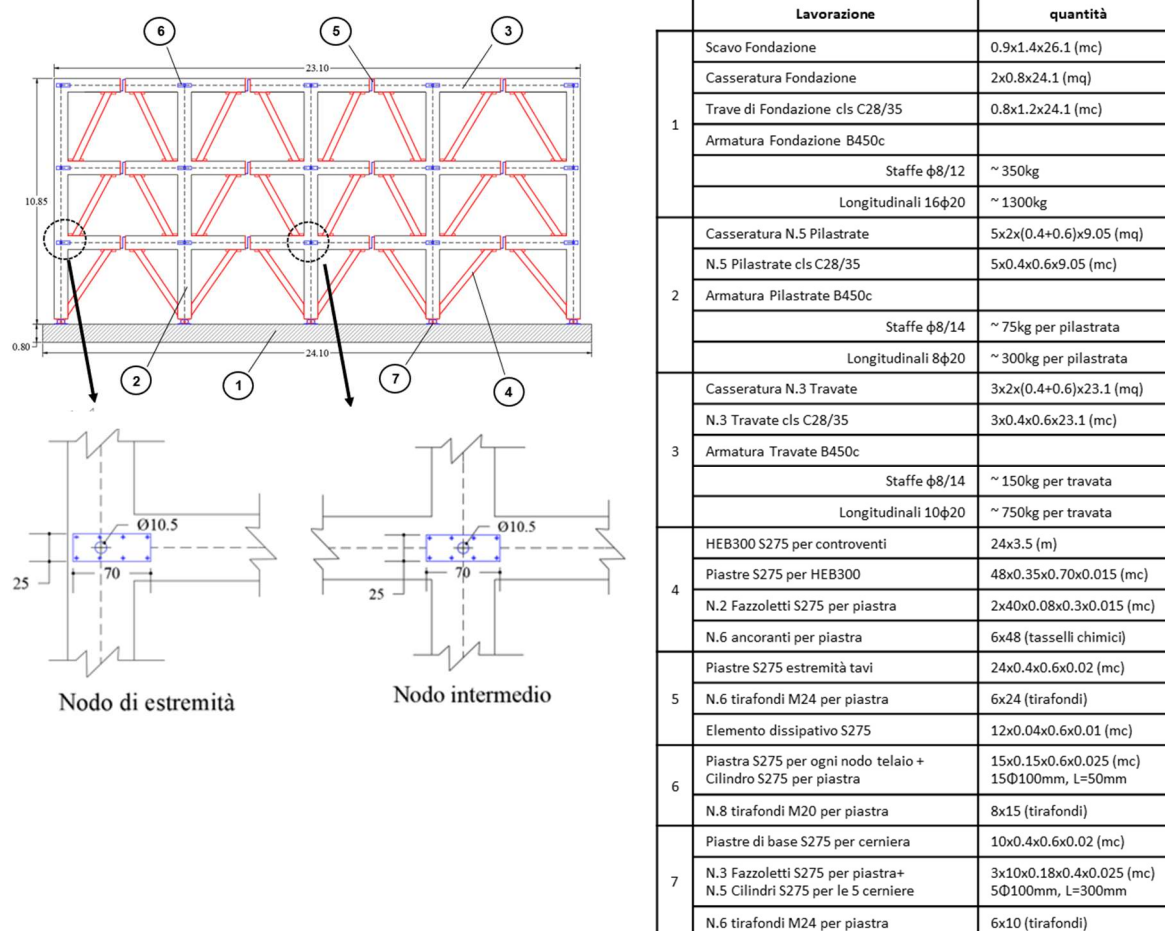 6
5
3
23.10
10.85
0.80
24.10
2
1
7
4
Ø10.5
70
25
Nodo di estremità
Ø10.5
70
25
Nodo intermedio
Lavorazione quantità
1
Scavo Fondazione 0.9x1.4x26.1 (mc)
Casseratura Fondazione 2x0.8x24.1 (mq)
Trave di Fondazione cls C28/35 0.8x1.2x24.1 (mc)
Armatura Fondazione B450c
Staffe ϕ8/12 ~ 350kg
Longitudinali 16ϕ20 ~ 1300kg
2
Casseratura N.5 Pilastrate 5x2x(0.4+0.6)x9.05 (mq)
N.5 Pilastrate cls C28/35 5x0.4x0.6x9.05 (mc)
Armatura Pilastrate B450c
Staffe ϕ8/14 ~ 75kg per pilastrata
Longitudinali 8ϕ20 ~ 300kg per pilastrata
3
Casseratura N.3 Travate 3x2x(0.4+0.6)x23.1 (mq)
N.3 Travate cls C28/35 3x0.4x0.6x23.1 (mc)
Armatura Travate B450c
Staffe ϕ8/14 ~ 150kg per travata
Longitudinali 10ϕ20 ~ 750kg per travata
4
HEB300 S275 per controventi 24x3.5 (m)
Piastre S275 per HEB300 48x0.35x0.70x0.015 (mc)
N.2 Fazzoletti S275 per piastra 2x40x0.08x0.3x0.015 (mc)
N.6 ancoranti per piastra 6x48 (tasselli chimici)
5
Piastre S275 estremità tavi 24x0.4x0.6x0.02 (mc)
N.6 tirafondi M24 per piastra 6x24 (tirafondi)
Elemento dissipativo S275 12x0.04x0.6x0.01 (mc)
6
Piastra S275 per ogni nodo telaio + 15x0.15x0.6x0.025 (mc)
Cilindro S275 per piastra 15Φ100mm, L=50mm
N.8 tirafondi M20 per piastra 8x15 (tirafondi)
7
Piastre di base S275 per cerniera 10x0.4x0.6x0.02 (mc)
N.3 Fazzoletti S275 per piastra+ 3x10x0.18x0.4x0.025 (mc)
N.5 Cilindri S275 per le 5 cerniere 5Φ100mm, L=300mm
N.6 tirafondi M24 per piastra 6x10 (tirafondi)